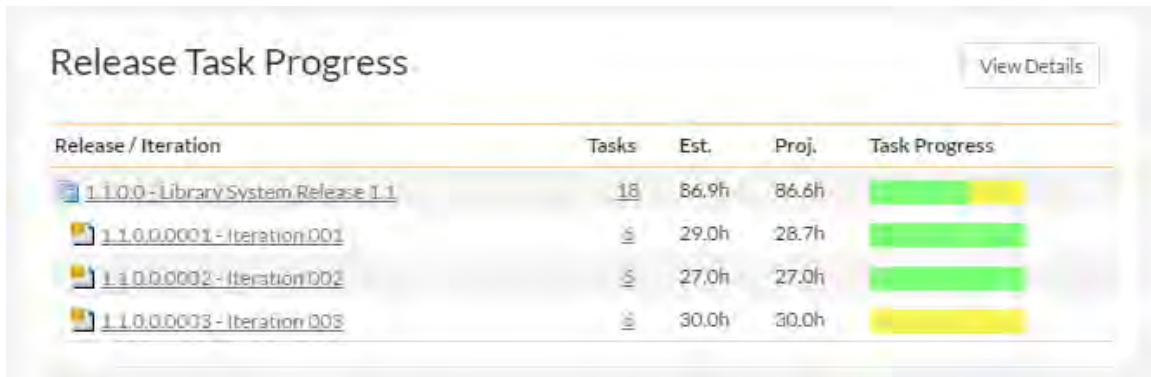 Release Task Progress
View Details
Release / Iteration Tasks Est. Proj. Task Progress
1.1.0.0 - Library System Release 1.1 18 86.9h 86.6h
1.1.0.0.0001 - Iteration 001 29.0h 28.7h
1.1.0.0.0002 - Iteration 002 27.0h 27.0h
1.1.0.0.0003 - Iteration 003 30.0h 30.0h